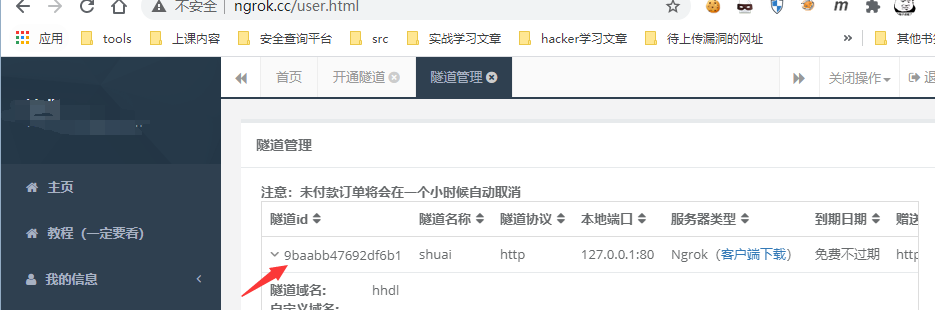 不安全 | ngrok.cc/user.html
应用 tools 上课内容 安全查询平台 src 实战学习文章 hacker学习文章 待上传漏洞的网址 » 其他书
首页 开通隧道 隧道管理 关闭操作 退
隧道管理
注意：未付款订单将会在一个小时候自动取消
主页
隧道id 隧道名称 隧道协议 本地端口 服务器类型 到期日期 赠送
教程（一定要看）
9baabb47692df6b1 shuai http 127.0.0.1:80 Ngrok（客户端下载） 免费不过期 http
我的信息
隧道域名： hhdl
自定义域名：